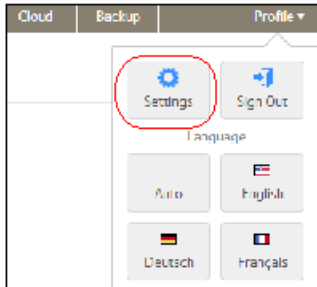 Cloud Backup Profile ▾
Settings Sign Out
Language
Auto English
Deutsch Français